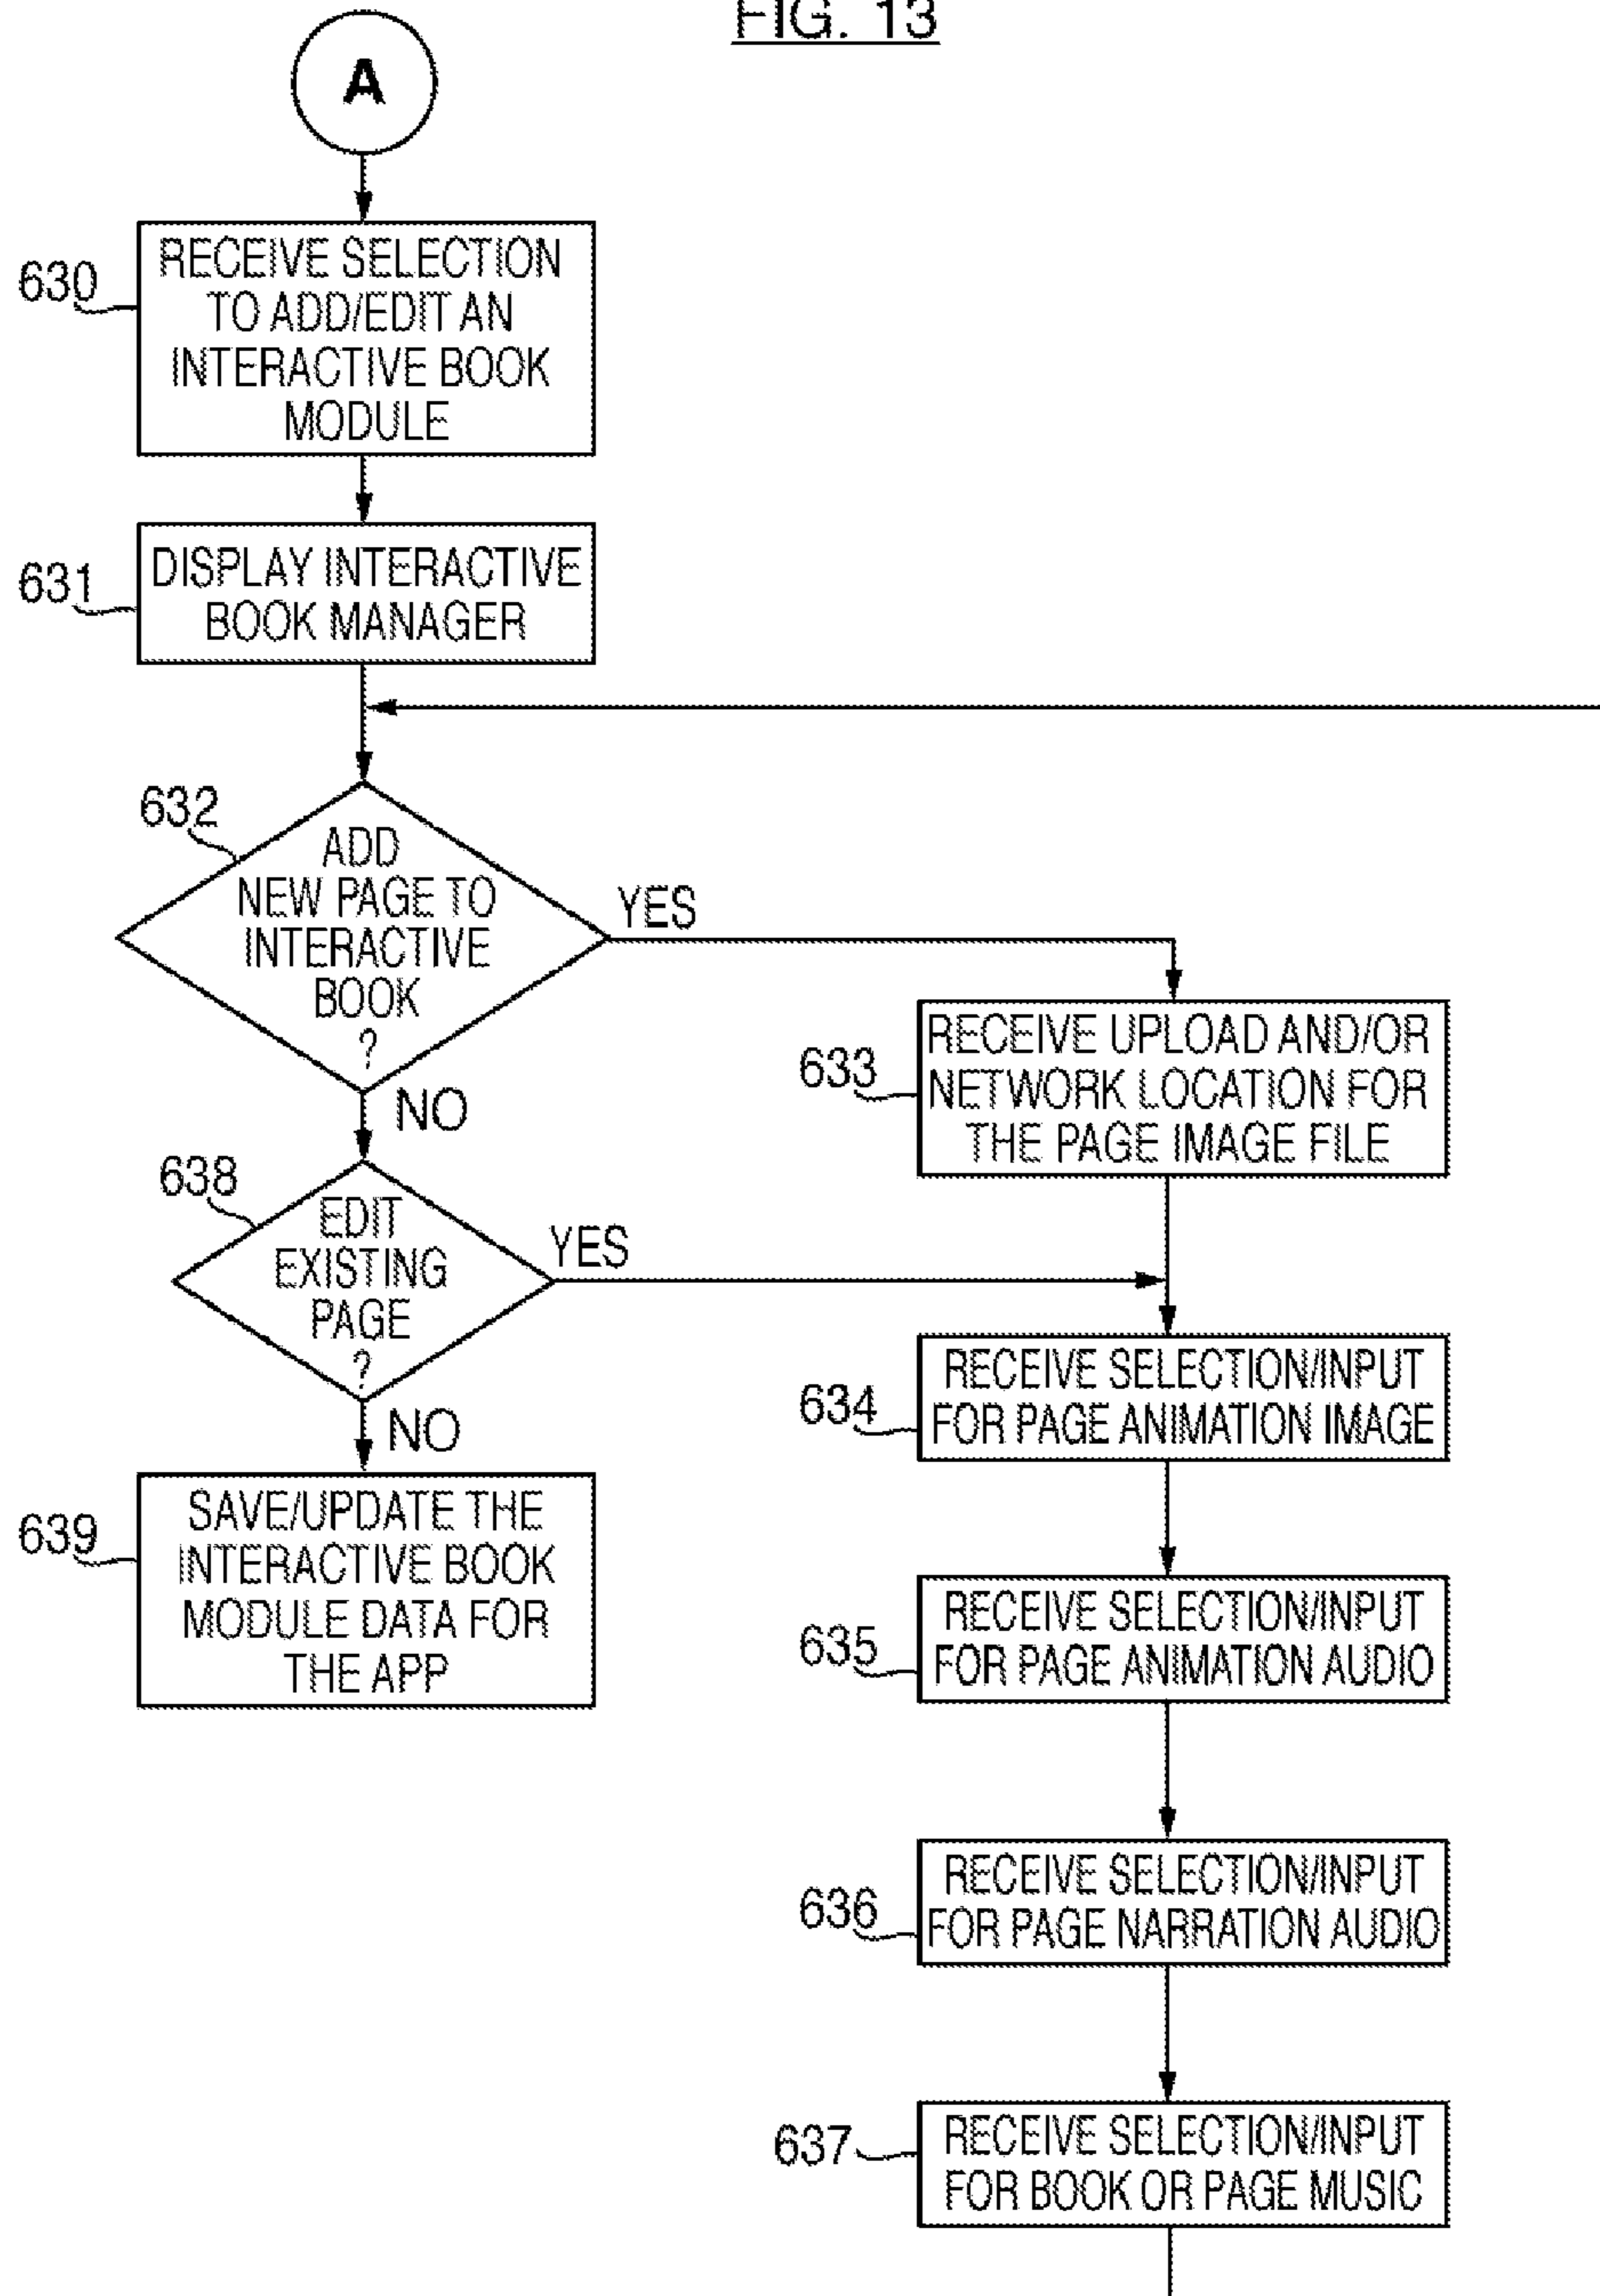 FIG. 13
A
630
RECEIVE SELECTION
TO ADD/EDIT AN
INTERACTIVE BOOK
MODULE
631
DISPLAY INTERACTIVE
BOOK MANAGER
632
ADD
NEW PAGE TO
INTERACTIVE
BOOK
?
YES
NO
633
RECEIVE UPLOAD AND/OR
NETWORK LOCATION FOR
THE PAGE IMAGE FILE
638
EDIT
EXISTING
PAGE
?
YES
NO
634
RECEIVE SELECTION/INPUT
FOR PAGE ANIMATION IMAGE
639
SAVE/UPDATE THE
INTERACTIVE BOOK
MODULE DATA FOR
THE APP
635
RECEIVE SELECTION/INPUT
FOR PAGE ANIMATION AUDIO
636
RECEIVE SELECTION/INPUT
FOR PAGE NARRATION AUDIO
637
RECEIVE SELECTION/INPUT
FOR BOOK OR PAGE MUSIC